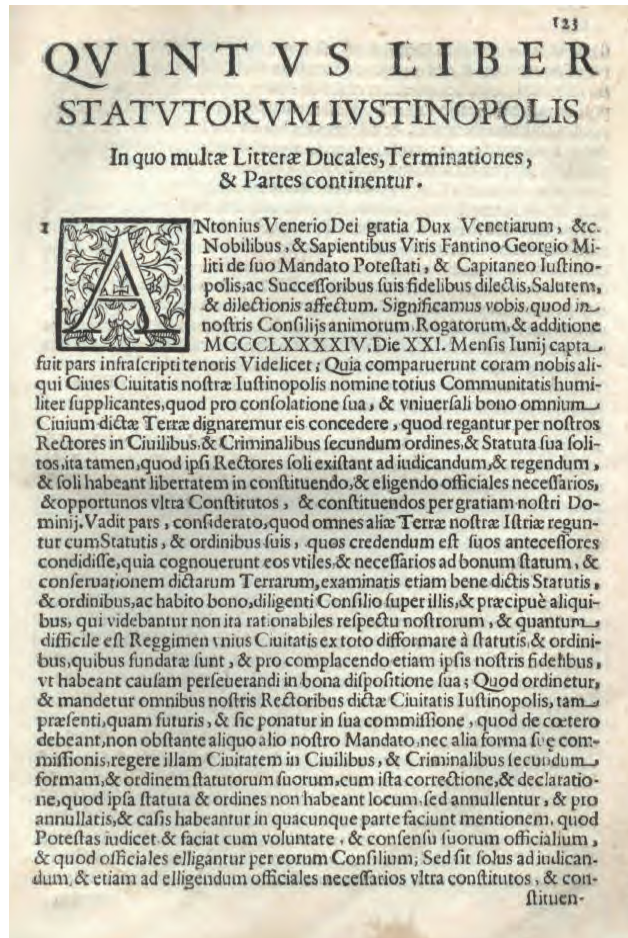 123
QVINTVS LIBER
STATVTORVM IVSTINOPOLIS
In quo multæ Litteræ Ducales, Terminationes,
& Partes continentur.
1 ANtonius Venerio Dei gratia Dux Venetiarum, &c.
Nobilibus, & Sapientibus Viris Fantino Georgio Mi-
liti de suo Mandato Potestati, & Capitaneo Iustino-
polis, ac Successoribus suis fidelibus dilectis, Salutem,
& dilectionis affectum. Significamus vobis, quod in
nostris Consilijs animorum, Rogatorum, & additione
MCCCLXXXXIV. Die XXI. Mensis Iunij capta
fuit pars infrascripti tenoris Videlicet; Quia comparuerunt coram nobis ali-
qui Ciues Ciuitatis nostræ Iustinopolis nomine totius Communitatis humi-
liter supplicantes, quod pro consolatione sua, & vniuersali bono omnium
Ciuium dictæ Terræ dignaremur eis concedere, quod regantur per nostros
Rectores in Ciuilibus, & Criminalibus secundum ordines, & Statuta sua soli-
tos, ita tamen, quod ipsi Rectores soli existant ad iudicandum, & regendum,
& soli habeant libertatem in constituendo, & eligendo officiales necessarios,
& opportunos vltra Constitutos, & constituendos per gratiam nostri Do-
minij. Vadit pars, considerato, quod omnes aliæ Terræ nostræ Istriæ regun-
tur cum Statutis, & ordinibus suis, quos credendum est suos antecessores
condidisse, quia cognouerunt eos vtiles, & necessarios ad bonum statum, &
conseruationem dictarum Terrarum, examinatis etiam bene dictis Statutis,
& ordinibus, ac habito bono, diligenti Consilio super illis, & præcipuè aliqui-
bus, qui videbantur non ita rationabiles respectu nostrorum, & quantum
difficile est Reggimen vnius Ciuitatis ex toto difformare à statutis, & ordini-
bus, quibus fundatæ sunt, & pro complacendo etiam ipsis nostris fidelibus,
vt habeant causam perseuerandi in bona dispositione sua; Quod ordinetur,
& mandetur omnibus nostris Rectoribus dictæ Ciuitatis Iustinopolis, tam
præsenti, quam futuris, & sic ponatur in sua commissione, quod de cœtero
debeant, non obstante aliquo alio nostro Mandato, nec alia forma suę com-
missionis, regere illam Ciuitatem in Ciuilibus, & Criminalibus secundum
formam, & ordinem statutorum suorum, cum ista correctione, & declaratio-
ne, quod ipsa statuta & ordines non habeant locum, sed annullentur, & pro
annullatis, & casis habeantur in quacunque parte faciunt mentionem, quod
Potestas iudicet & faciat cum voluntate, & consensu suorum officialium,
& quod officiales elligantur per eorum Consilium; Sed sit solus ad iudican-
dum, & etiam ad elligendum officiales necessarios vltra constitutos, & con-
stituen-